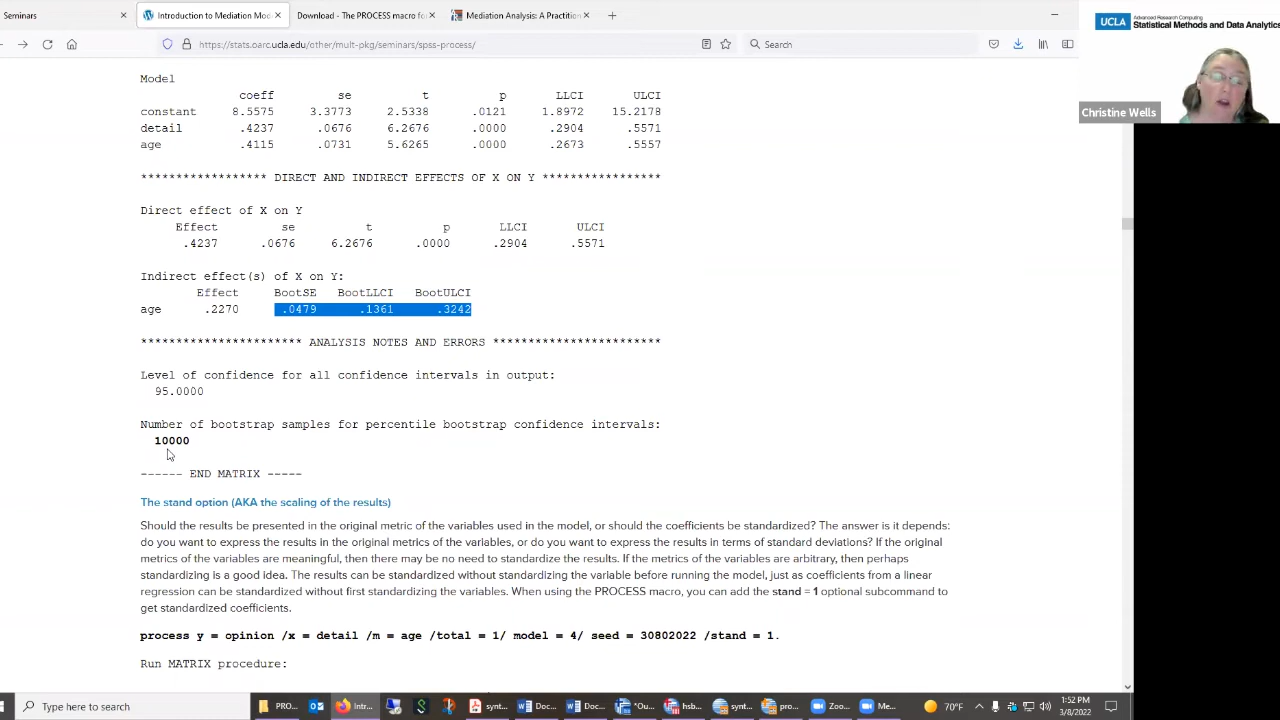 Seminars
Introduction to Mediation Mo
Download - The PROCESS macro fo
Mediation Analysis: A Practition
https://stats.oarc.ucla.edu/other/mult-pkg/seminars/spss-process/
Search
UCLA
Advanced Research Computing
Statistical Methods and Data Analytics
Christine Wells
Model
coeff se t p LLCI ULCI
constant 8.5575 3.3773 2.5338 .0121 1.8972 15.2178
detail .4237 .0676 6.2676 .0000 .2904 .5571
age .4115 .0731 5.6265 .0000 .2673 .5557
****************** DIRECT AND INDIRECT EFFECTS OF X ON Y *****************
Direct effect of X on Y
Effect se t p LLCI ULCI
.4237 .0676 6.2676 .0000 .2904 .5571
Indirect effect(s) of X on Y:
Effect BootSE BootLLCI BootULCI
age .2270 .0479 .1361 .3242
*********************** ANALYSIS NOTES AND ERRORS ************************
Level of confidence for all confidence intervals in output:
95.0000
Number of bootstrap samples for percentile bootstrap confidence intervals:
10000
------ END MATRIX -----
The stand option (AKA the scaling of the results)
Should the results be presented in the original metric of the variables used in the model, or should the coefficients be standardized? The answer is it depends:
do you want to express the results in the original metrics of the variables, or do you want to express the results in terms of standard deviations? If the original
metrics of the variables are meaningful, then there may be no need to standardize the results. If the metrics of the variables are arbitrary, then perhaps
standardizing is a good idea. The results can be standardized without standardizing the variable before running the model, just as coefficients from a linear
regression can be standardized without first standardizing the variables. When using the PROCESS macro, you can add the stand = 1 optional subcommand to
get standardized coefficients.
process y = opinion /x = detail /m = age /total = 1/ model = 4/ seed = 30802022 /stand = 1.
Run MATRIX procedure:
Type here to search
PRO...
Intr...
synt...
Doc...
Doc...
*Ou...
hsb...
synt...
pro...
Zoo...
Me...
70°F
1:52 PM
3/8/2022